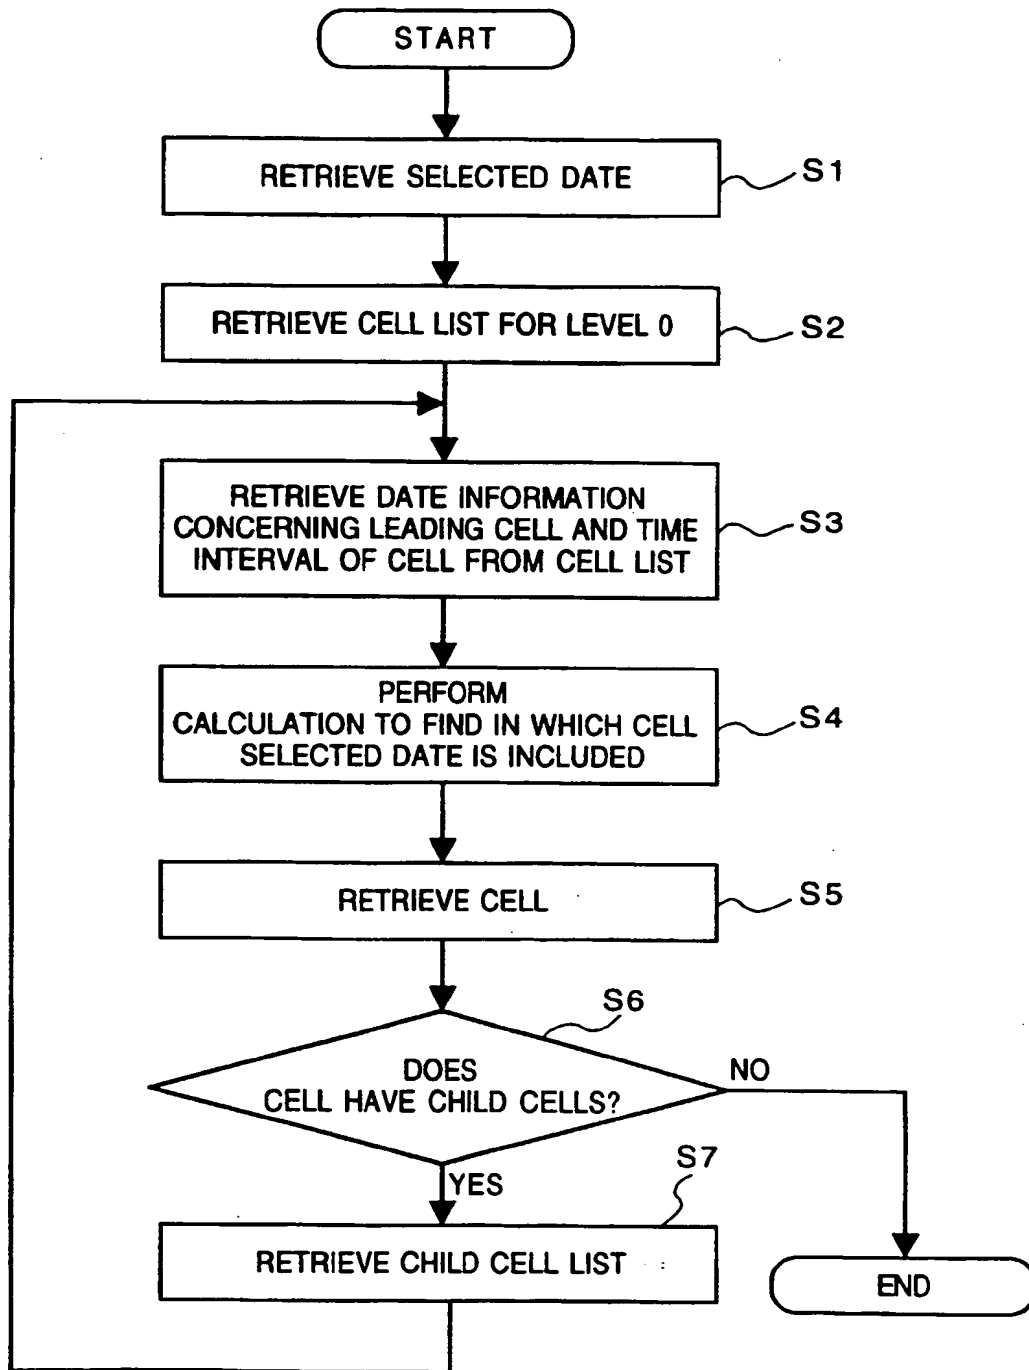 START
RETRIEVE SELECTED DATE
S1
RETRIEVE CELL LIST FOR LEVEL 0
S2
RETRIEVE DATE INFORMATION
CONCERNING LEADING CELL AND TIME
INTERVAL OF CELL FROM CELL LIST
S3
PERFORM
CALCULATION TO FIND IN WHICH CELL
SELECTED DATE IS INCLUDED
S4
RETRIEVE CELL
S5
S6
DOES
CELL HAVE CHILD CELLS?
NO
YES
S7
RETRIEVE CHILD CELL LIST
END